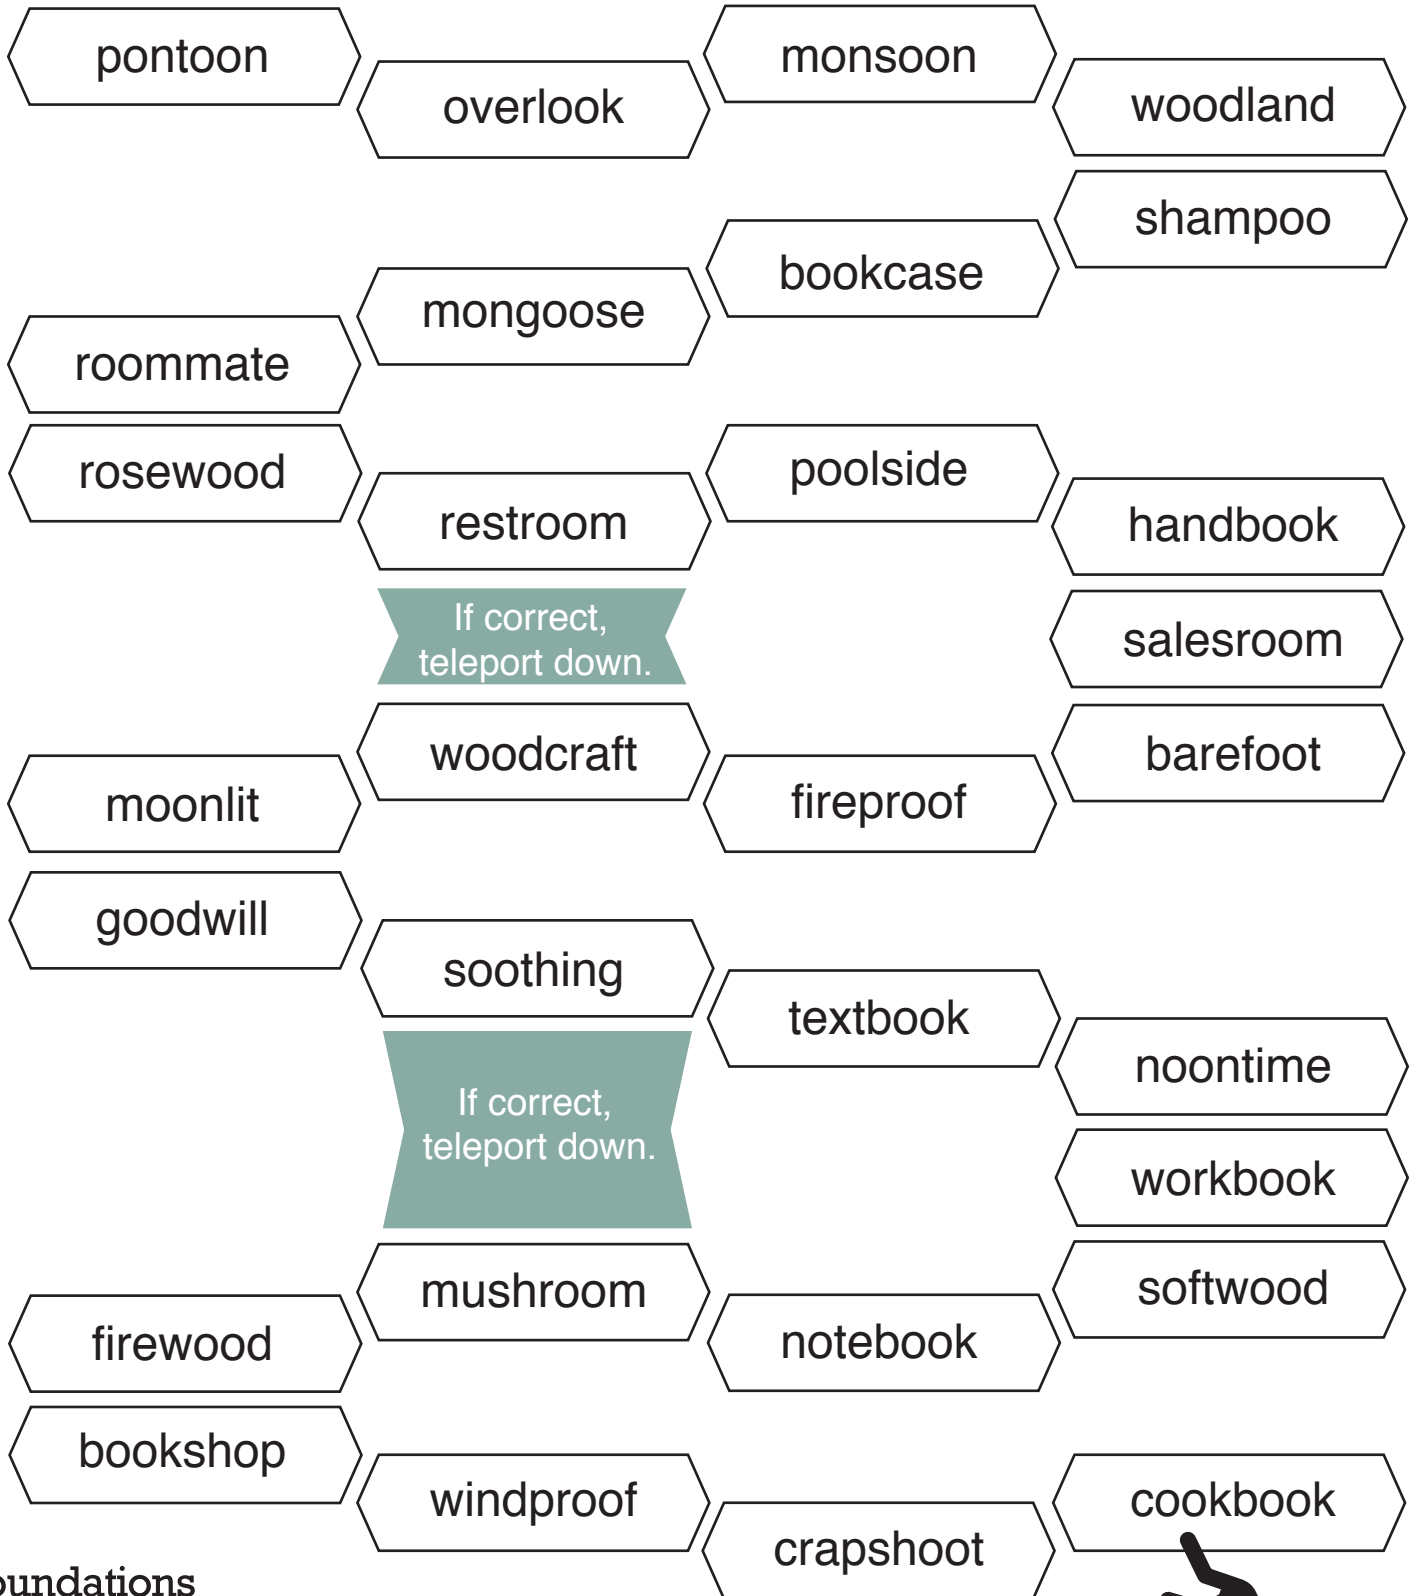 pontoon
overlook
monsoon
woodland
shampoo
bookcase
mongoose
roommate
rosewood
restroom
poolside
handbook
If correct,
teleport down.
salesroom
barefoot
fireproof
woodcraft
moonlit
goodwill
soothing
textbook
noontime
If correct,
teleport down.
workbook
softwood
notebook
mushroom
firewood
bookshop
windproof
crapshoot
cookbook